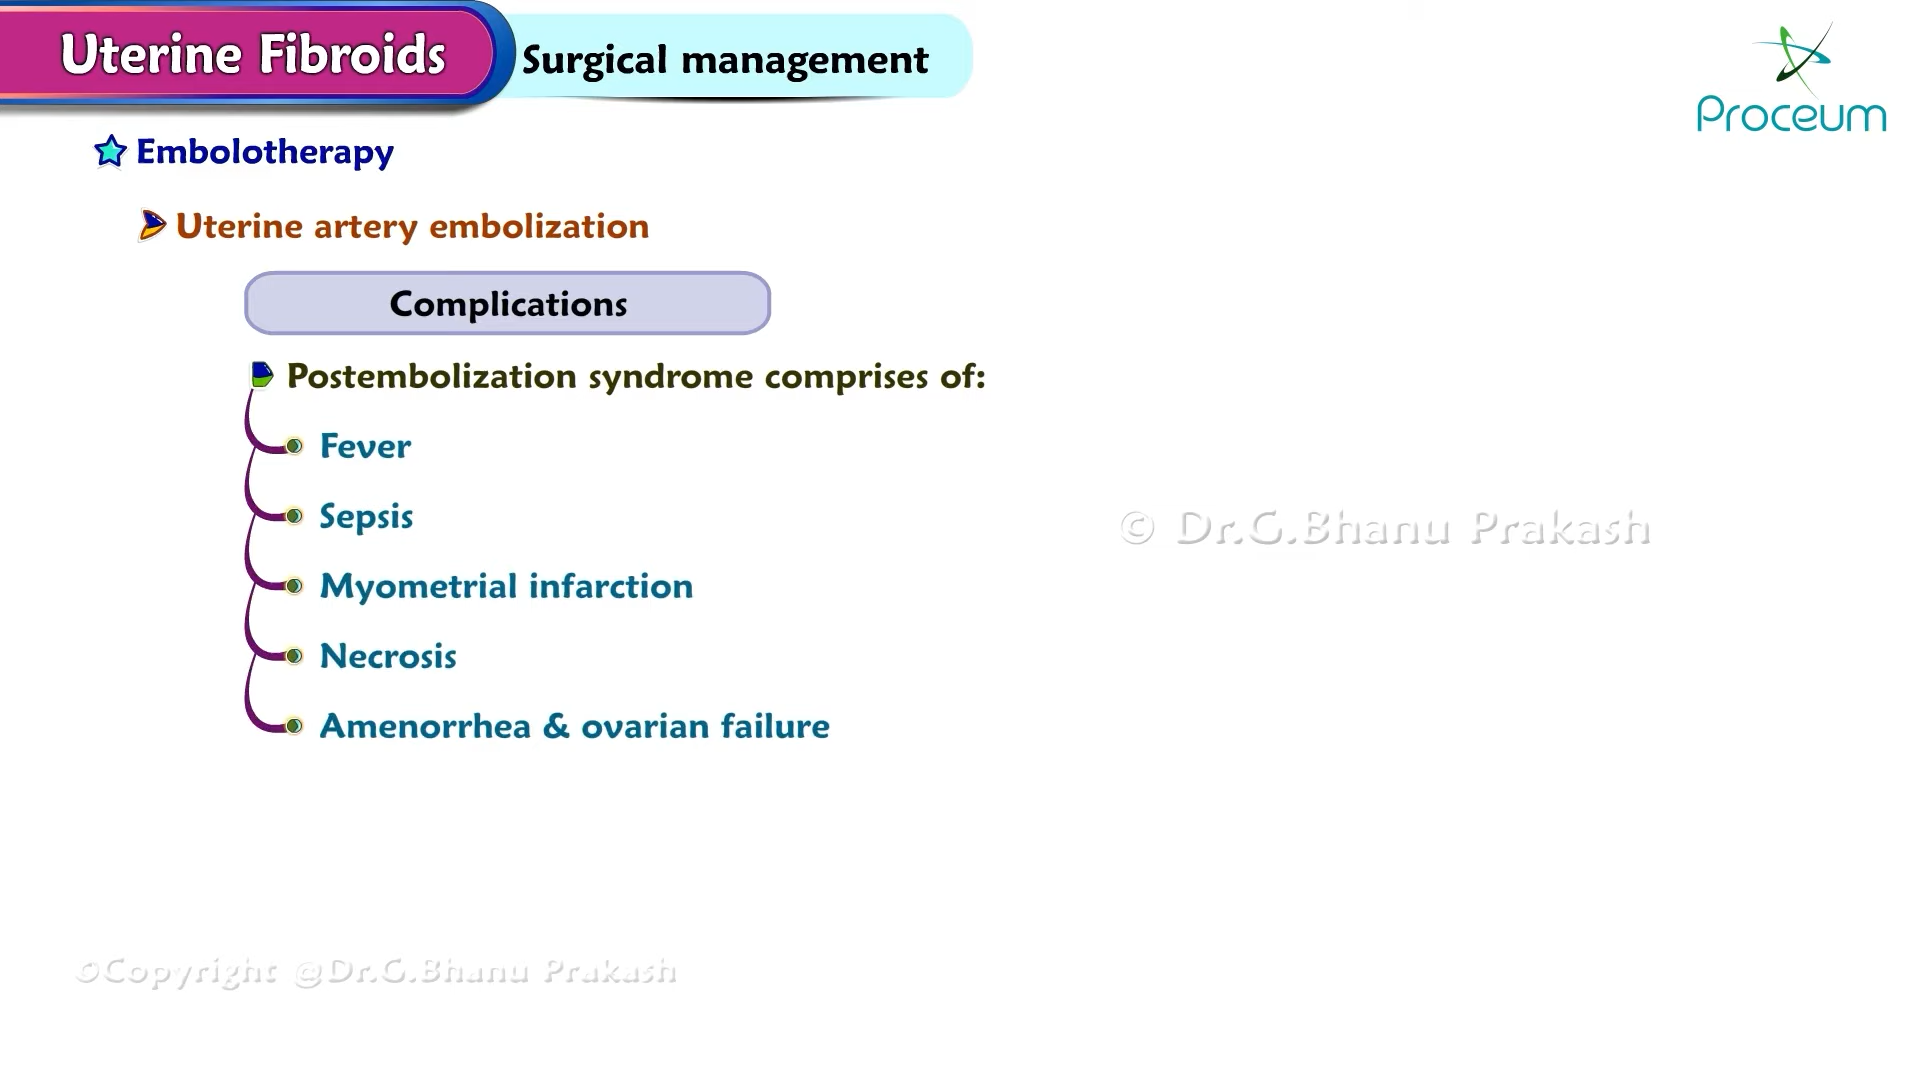 Uterine Fibroids
Surgical management
Proceum
Embolotherapy
Uterine artery embolization
Complications
Postembolization syndrome comprises of:
Fever
Sepsis
© Dr.G.Bhanu Prakash
Myometrial infarction
Necrosis
Amenorrhea & ovarian failure
©Copyright @Dr.G.Bhanu Prakash